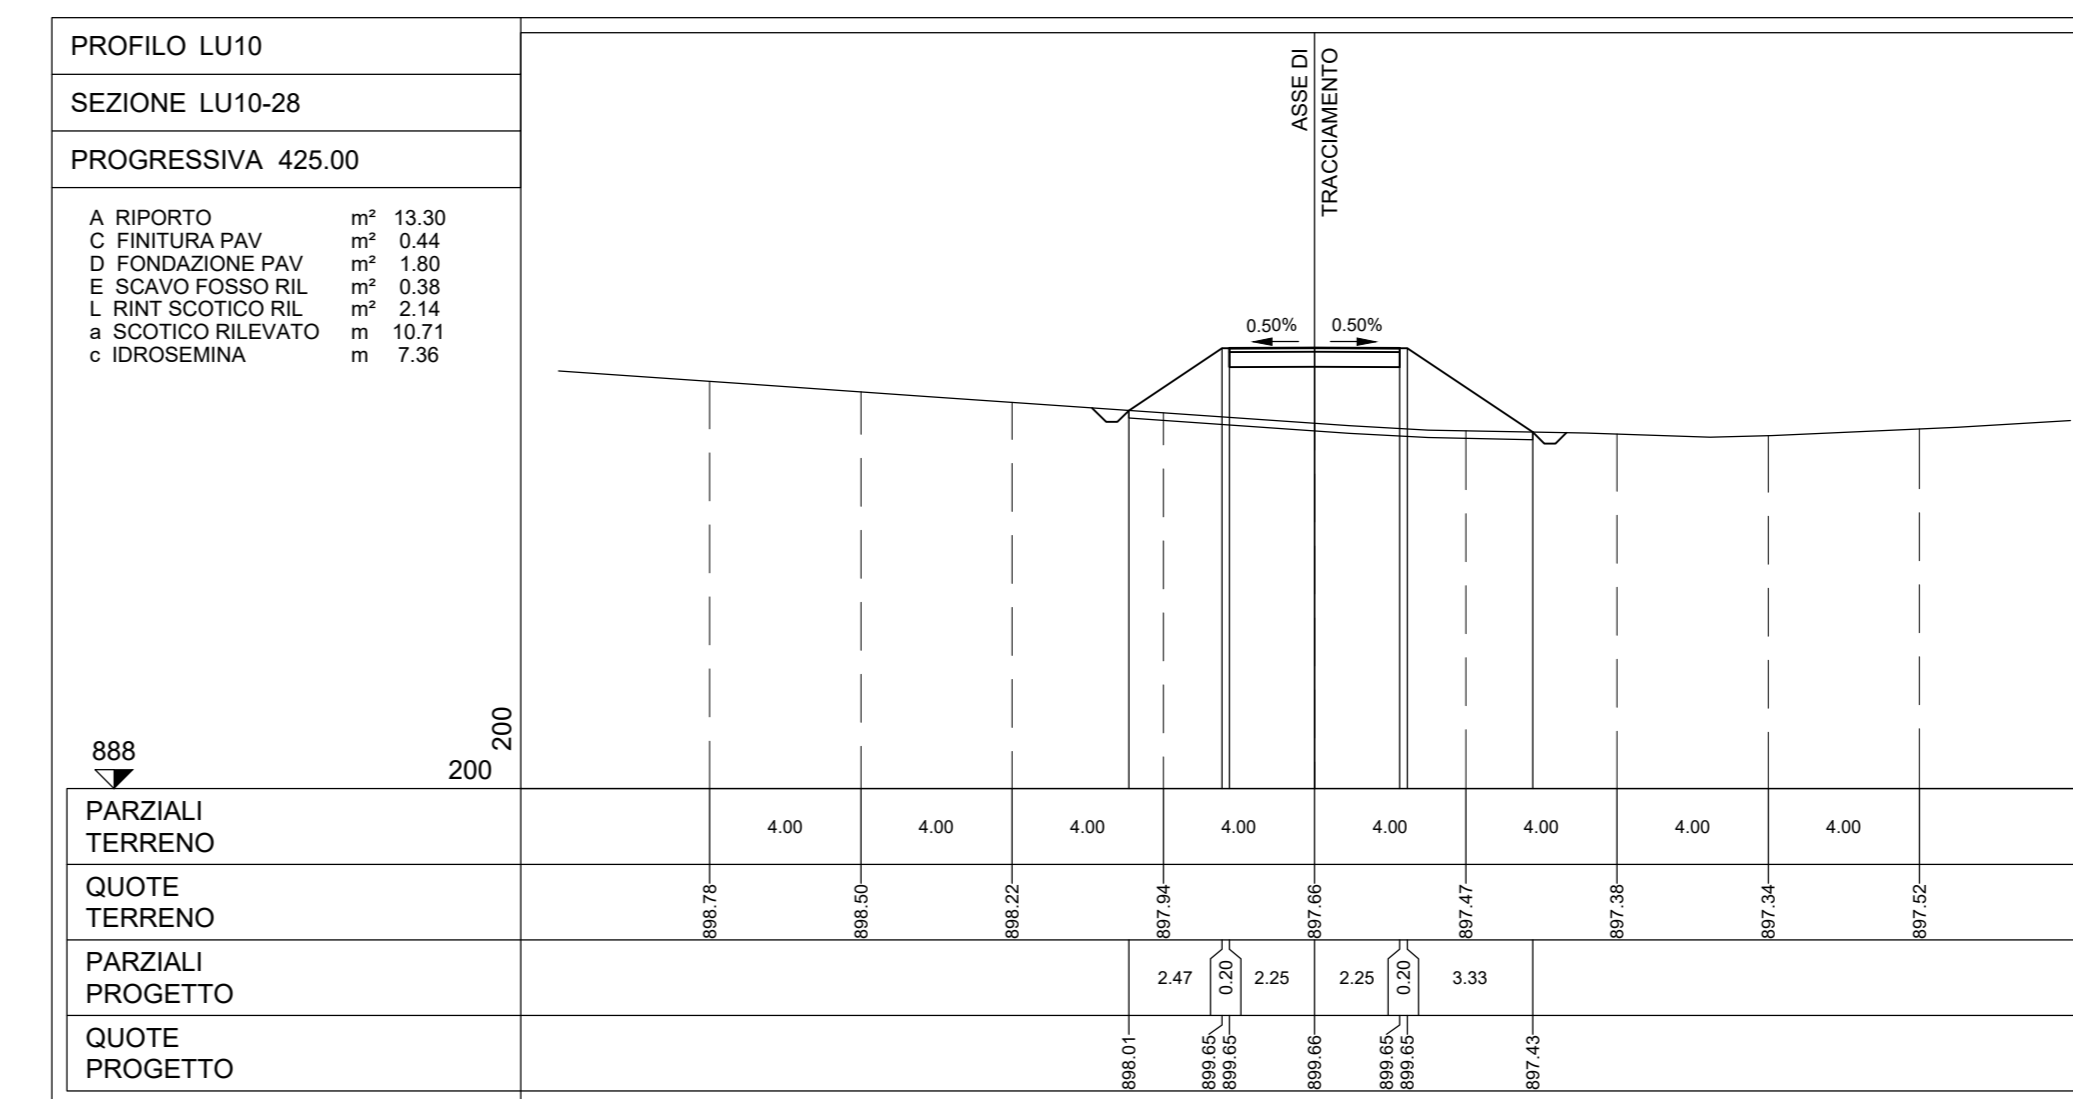 PROFILO LU10
SEZIONE LU10-28
PROGRESSIVA 425.00
A RIPORTO m² 13.30
C FINITURA PAV m² 0.44
D FONDAZIONE PAV m² 1.80
E SCAVO FOSSO RIL m² 0.38
L RINT SCOTICO RIL m² 2.14
a SCOTICO RILEVATO m 10.71
c IDROSEMINA m 7.36
ASSE DI
TRACCIAMENTO
0.50% 0.50%
888
200
200
PARZIALI
TERRENO
4.00 4.00 4.00 4.00 4.00 4.00 4.00 4.00
QUOTE
TERRENO
898.78 898.50 898.22 897.94 897.66 897.47 897.38 897.34 897.52
PARZIALI
PROGETTO
2.47 0.20 2.25 2.25 0.20 3.33
QUOTE
PROGETTO
898.01 899.65 899.65 899.66 899.65 899.65 897.43